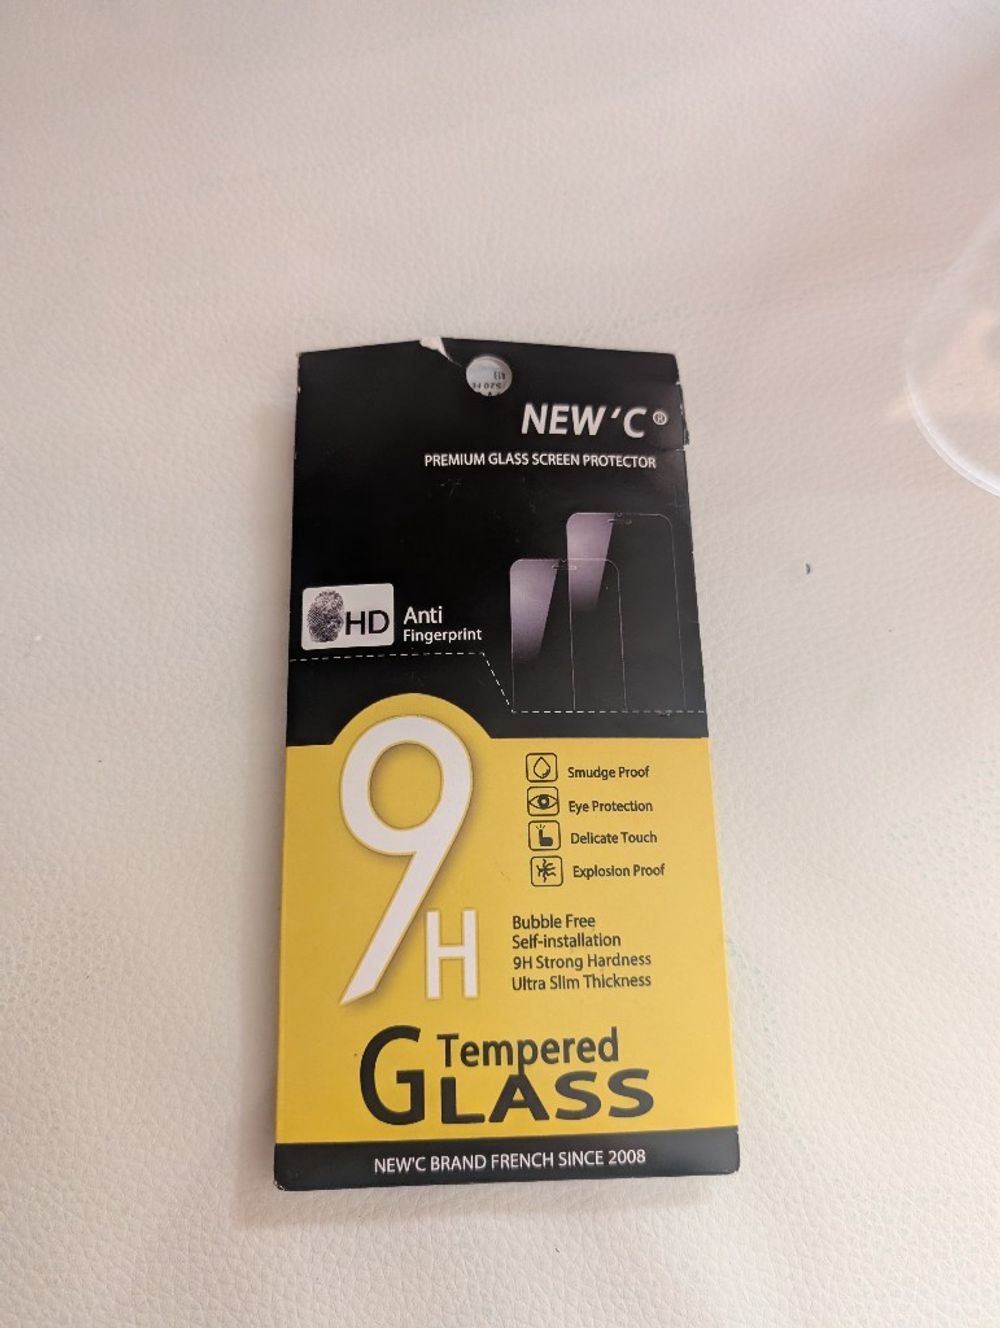 NEW'C®
PREMIUM GLASS SCREEN PROTECTOR
HD
Anti
Fingerprint
9H
Smudge Proof
Eye Protection
Delicate Touch
Explosion Proof
Bubble Free
Self-installation
9H Strong Hardness
Ultra Slim Thickness
Tempered
GLASS
NEW'C BRAND FRENCH SINCE 2008